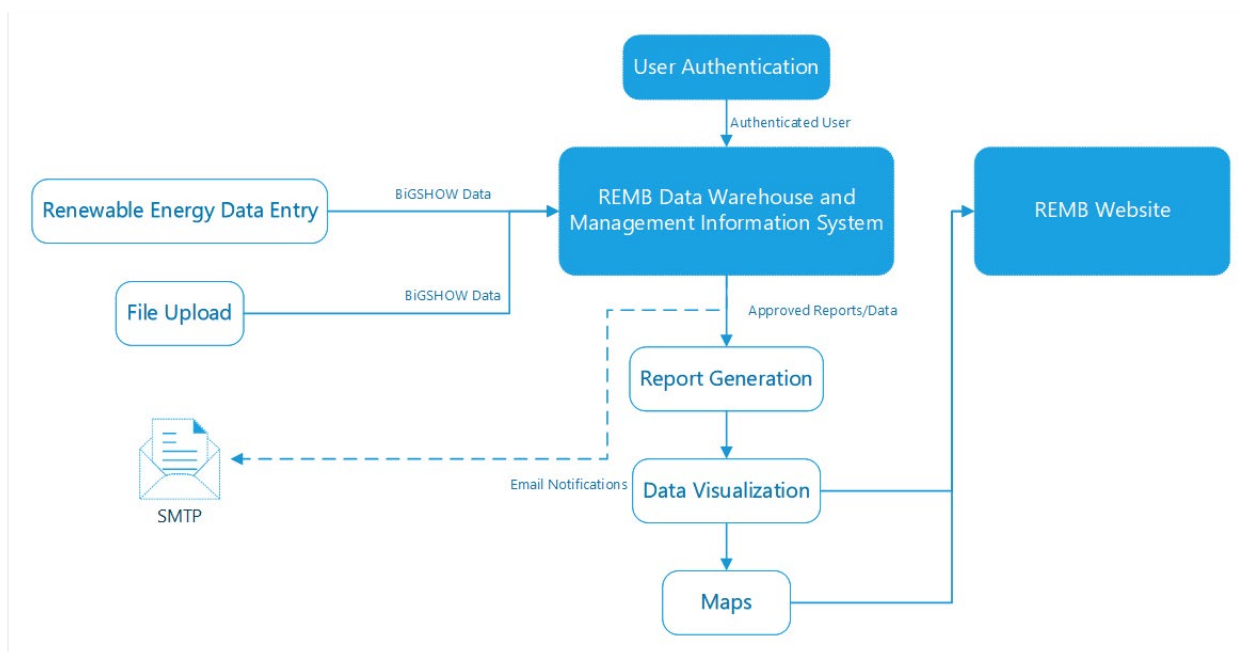 User Authentication
Authenticated User
BiGSHOW Data
Renewable Energy Data Entry
REMB Data Warehouse and
Management Information System
REMB Website
BiGSHOW Data
File Upload
Approved Reports/Data
Report Generation
Email Notifications
Data Visualization
SMTP
Maps